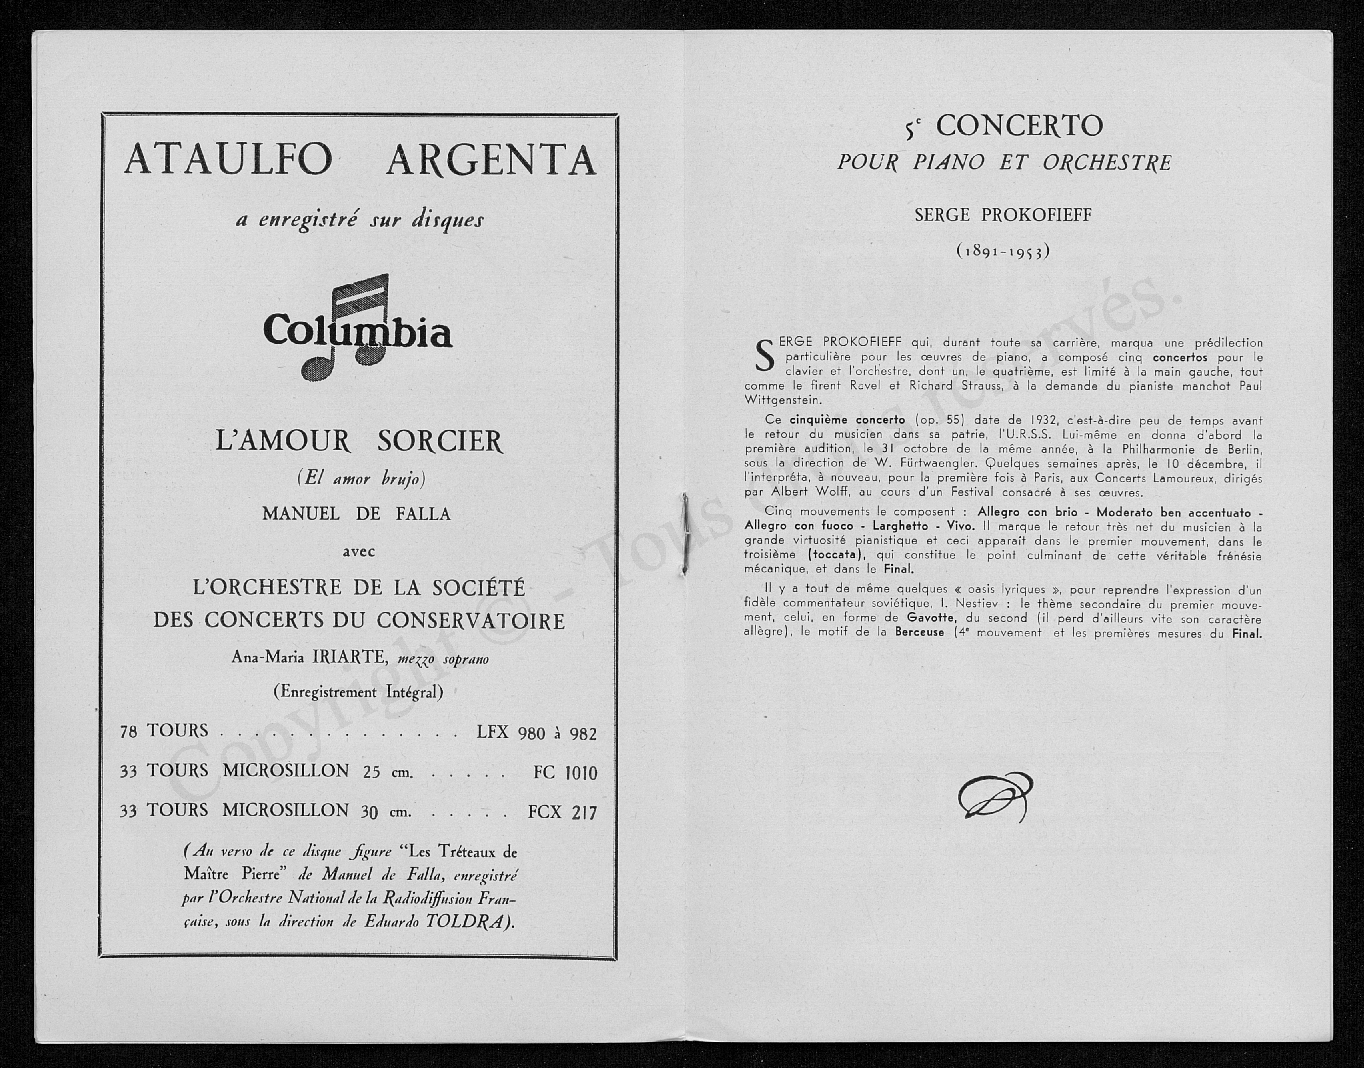 ATAULFO ARGENTA
a enregistré sur disques
Columbia
L'AMOUR SORCIER
(El amor brujo)
MANUEL DE FALLA
avec
L'ORCHESTRE DE LA SOCIÉTÉ
DES CONCERTS DU CONSERVATOIRE
Ana-Maria IRIARTE, mezzo soprano
(Enregistrement Intégral)
78 TOURS . . . . . . . . . . . . . . LFX 980 à 982
33 TOURS MICROSILLON 25 cm. . . . . . FC 1010
33 TOURS MICROSILLON 30 cm. . . . . . FCX 217
(Au verso de ce disque figure "Les Tréteaux de
Maître Pierre" de Manuel de Falla, enregistré
par l'Orchestre National de la Radiodiffusion Fran-
çaise, sous la direction de Eduardo TOLDRA).
5e CONCERTO
POUR PIANO ET ORCHESTRE
SERGE PROKOFIEFF
(1891-1953)
SERGE PROKOFIEFF qui, durant toute sa carrière, marqua une prédilection
particulière pour les œuvres de piano, a composé cinq concertos pour le
clavier et l'orchestre, dont un, le quatrième, est limité à la main gauche, tout
comme le firent Ravel et Richard Strauss, à la demande du pianiste manchot Paul
Wittgenstein.
Ce cinquième concerto (op. 55) date de 1932, c'est-à-dire peu de temps avant
le retour du musicien dans sa patrie, l'U.R.S.S. Lui-même en donna d'abord la
première audition, le 31 octobre de la même année, à la Philharmonie de Berlin,
sous la direction de W. Fürtwaengler. Quelques semaines après, le 10 décembre, il
l'interpréta, à nouveau, pour la première fois à Paris, aux Concerts Lamoureux, dirigés
par Albert Wolff, au cours d'un Festival consacré à ses œuvres.
Cinq mouvements le composent : Allegro con brio - Moderato ben accentuato -
Allegro con fuoco - Larghetto - Vivo. Il marque le retour très net du musicien à la
grande virtuosité pianistique et ceci apparaît dans le premier mouvement, dans le
troisième (toccata), qui constitue le point culminant de cette véritable frénésie
mécanique, et dans le Final.
Il y a tout de même quelques « oasis lyriques », pour reprendre l'expression d'un
fidèle commentateur soviétique, I. Nestiev : le thème secondaire du premier mouve-
ment, celui, en forme de Gavotte, du second (il perd d'ailleurs vite son caractère
allègre), le motif de la Berceuse (4e mouvement et les premières mesures du Final.
Copyright © - Tous droits réservés.